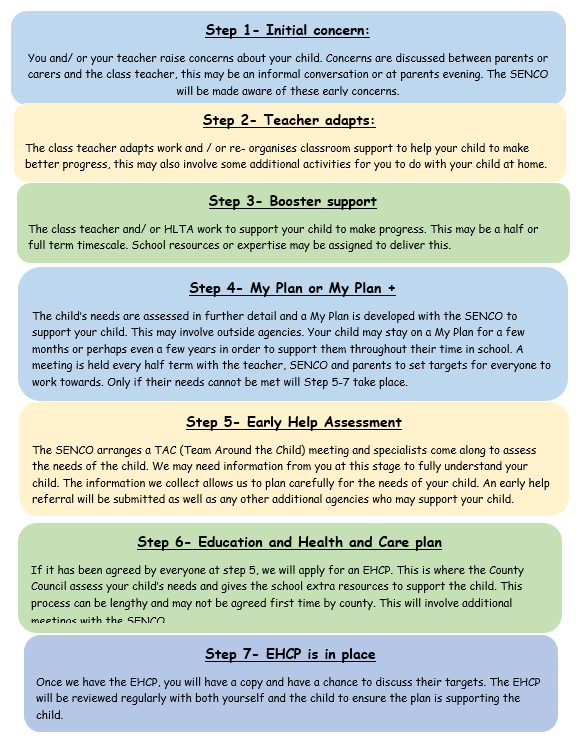 Step 1- Initial concern:
You and/ or your teacher raise concerns about your child. Concerns are discussed between parents or
carers and the class teacher, this may be an informal conversation or at parents evening. The SENCO
will be made aware of these early concerns.
Step 2- Teacher adapts:
The class teacher adapts work and / or re- organises classroom support to help your child to make
better progress, this may also involve some additional activities for you to do with your child at home.
Step 3- Booster support
The class teacher and/ or HLTA work to support your child to make progress. This may be a half or
full term timescale. School resources or expertise may be assigned to deliver this.
Step 4- My Plan or My Plan +
The child's needs are assessed in further detail and a My Plan is developed with the SENCO to
support your child. This may involve outside agencies. Your child may stay on a My Plan for a few
months or perhaps even a few years in order to support them throughout their time in school. A
meeting is held every half term with the teacher, SENCO and parents to set targets for everyone to
work towards. Only if their needs cannot be met will Step 5-7 take place.
Step 5- Early Help Assessment
The SENCO arranges a TAC (Team Around the Child) meeting and specialists come along to assess
the needs of the child. We may need information from you at this stage to fully understand your
child. The information we collect allows us to plan carefully for the needs of your child. An early help
referral will be submitted as well as any other additional agencies who may support your child.
Step 6- Education and Health and Care plan
If it has been agreed by everyone at step 5, we will apply for an EHCP. This is where the County
Council assess your child's needs and gives the school extra resources to support the child. This
process can be lengthy and may not be agreed first time by county. This will involve additional
meetings with the SENCO
Step 7- EHCP is in place
Once we have the EHCP, you will have a copy and have a chance to discuss their targets. The EHCP
will be reviewed regularly with both yourself and the child to ensure the plan is supporting the
child.